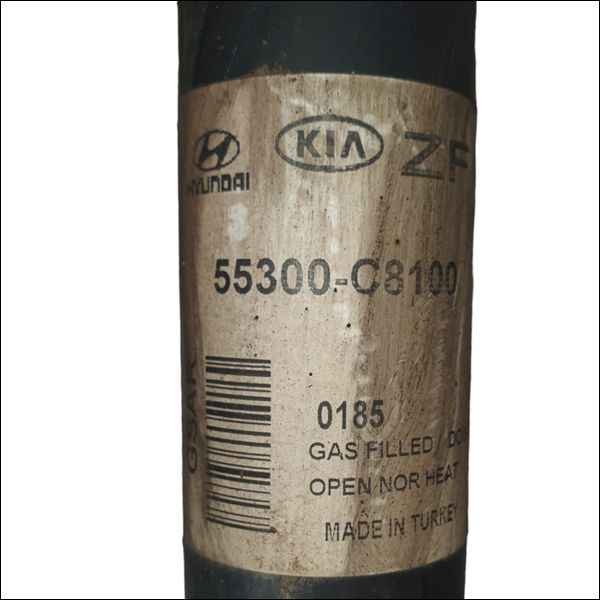 HYUNDAI KIA ZF
55300-C8100
0185
GAS FILLED /
OPEN NOR HEAT
MADE IN TURKEY